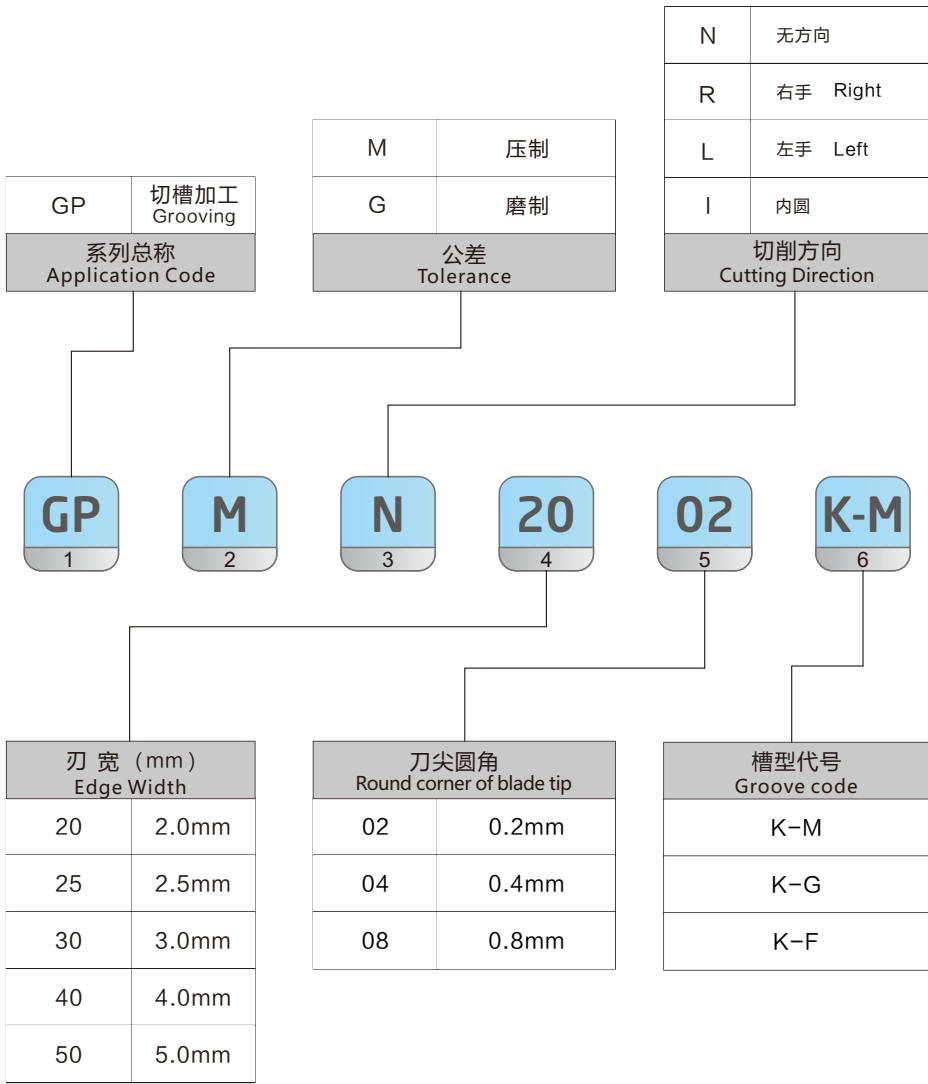 N 无方向
R 右手 Right
L 左手 Left
I 内圆
切削方向
Cutting Direction
M 压制
G 磨制
公差
Tolerance
GP 切槽加工
Grooving
系列总称
Application Code
GP M N 20 02 K-M
1 2 3 4 5 6
刃 宽（mm）
Edge Width
20 2.0mm
25 2.5mm
30 3.0mm
40 4.0mm
50 5.0mm
刀尖圆角
Round corner of blade tip
02 0.2mm
04 0.4mm
08 0.8mm
槽型代号
Groove code
K-M
K-G
K-F